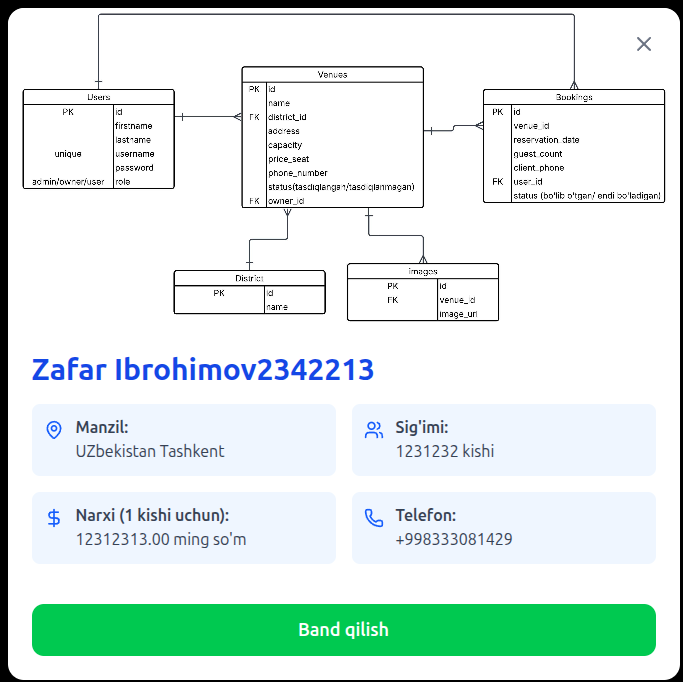 Users
PK id
firstname
lastname
unique username
password
admin/owner/user role
Venues
PK id
name
FK district_id
address
capacity
price_seat
phone_number
status(tasdiqlangan/tasdiqlanmagan)
FK owner_id
Bookings
PK id
venue_id
reservation_date
guest_count
client_phone
FK user_id
status (bo'lib o'tgan/ endi bo'ladigan)
District
PK id
name
images
PK id
FK venue_id
image_url
Zafar Ibrohimov2342213
Manzil:
UZbekistan Tashkent
Sig'imi:
1231232 kishi
Narxi (1 kishi uchun):
12312313.00 ming so'm
Telefon:
+998333081429
Band qilish